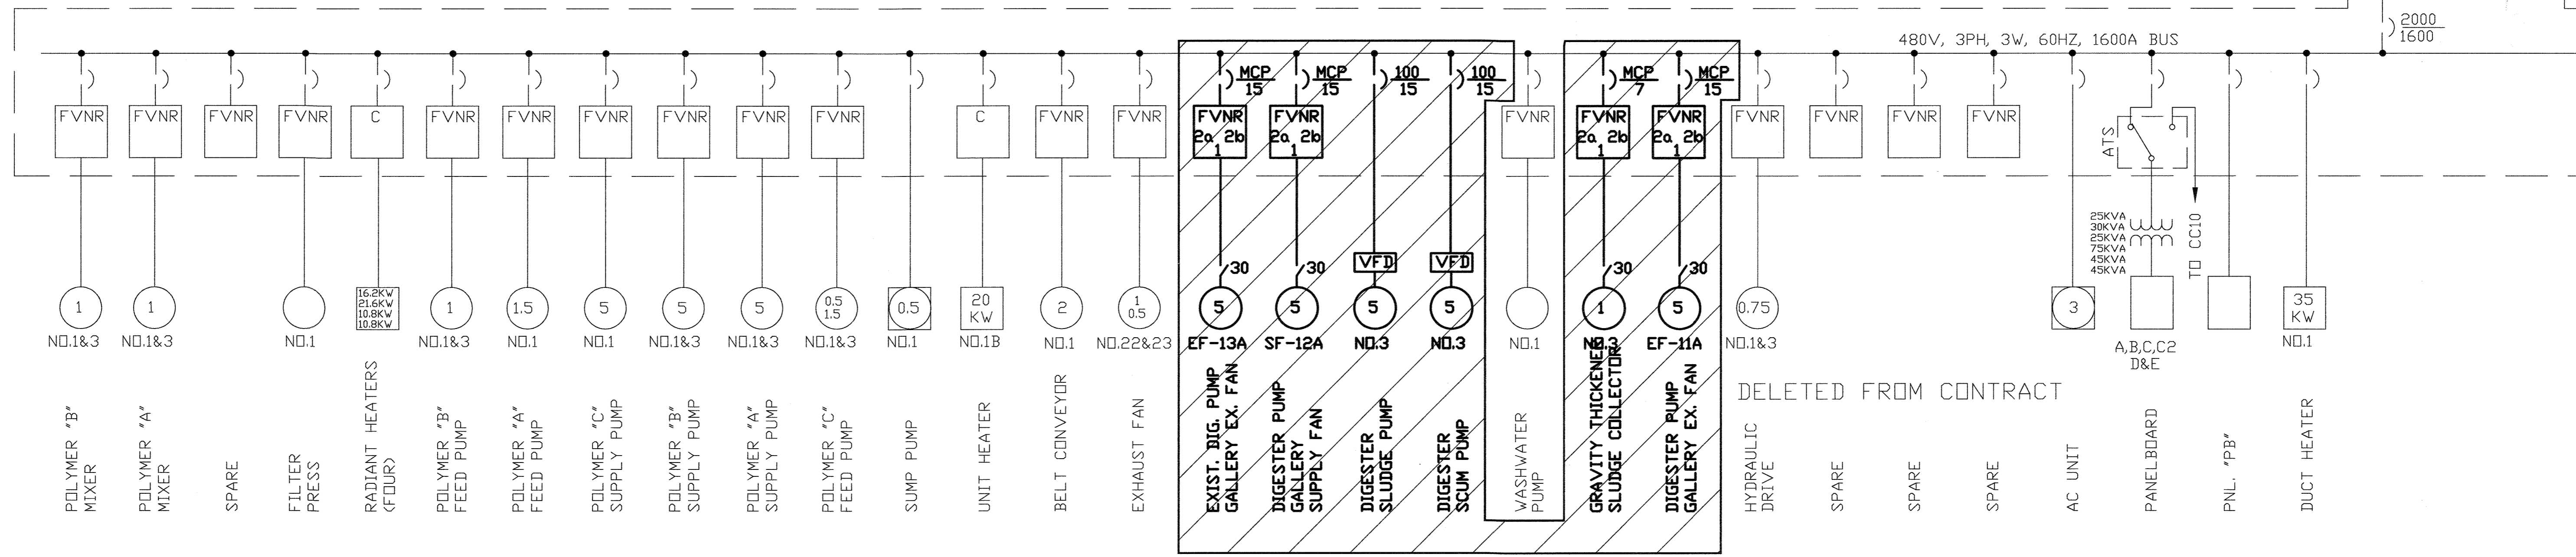 2000
1600
480V, 3PH, 3W, 60HZ, 1600A BUS
MCP
15
MCP
15
100
15
100
15
MCP
7
MCP
15
FVNR
FVNR
FVNR
FVNR
C
FVNR
FVNR
FVNR
FVNR
FVNR
FVNR
C
FVNR
FVNR
FVNR
2a 2b
1
FVNR
2a 2b
1
FVNR
FVNR
2a 2b
1
FVNR
2a 2b
1
FVNR
FVNR
FVNR
FVNR
ATS
25KVA
30KVA
25KVA
75KVA
45KVA
45KVA
TO CC10
30
30
VFD
VFD
30
30
1
1
16.2KW
21.6KW
10.8KW
10.8KW
1
1.5
5
5
5
0.5
1.5
0.5
20
KW
2
1
0.5
5
5
5
5
1
5
0.75
3
35
KW
NO.1&3
NO.1&3
NO.1
NO.1&3
NO.1
NO.1
NO.1&3
NO.1&3
NO.1&3
NO.1
NO.1B
NO.1
NO.22&23
EF-13A
SF-12A
NO.3
NO.3
NO.1
NO.3
EF-11A
NO.1&3
A,B,C,C2
D&E
NO.1
DELETED FROM CONTRACT
POLYMER "B"
MIXER
POLYMER "A"
MIXER
SPARE
FILTER
PRESS
RADIANT HEATERS
(FOUR)
POLYMER "B"
FEED PUMP
POLYMER "A"
FEED PUMP
POLYMER "C"
SUPPLY PUMP
POLYMER "B"
SUPPLY PUMP
POLYMER "A"
SUPPLY PUMP
POLYMER "C"
FEED PUMP
SUMP PUMP
UNIT HEATER
BELT CONVEYOR
EXHAUST FAN
EXIST. DIG. PUMP
GALLERY EX. FAN
DIGESTER PUMP
GALLERY
SUPPLY FAN
DIGESTER
SLUDGE PUMP
DIGESTER
SCUM PUMP
WASHWATER
PUMP
GRAVITY THICKENER
SLUDGE COLLECTOR
DIGESTER PUMP
GALLERY EX. FAN
HYDRAULIC
DRIVE
SPARE
SPARE
SPARE
AC UNIT
PANELBOARD
PNL. "PB"
DUCT HEATER